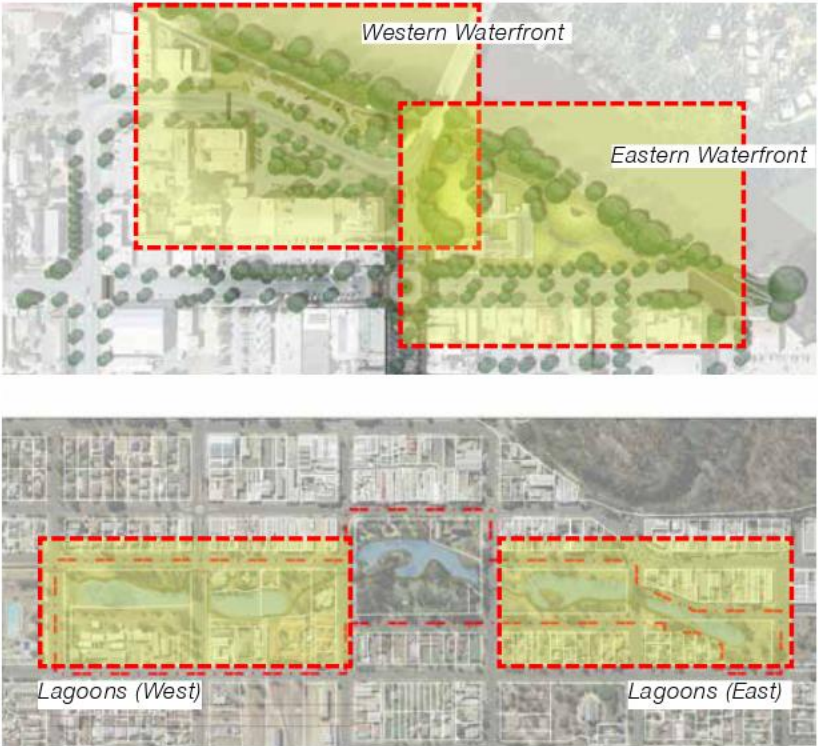 Western Waterfront
Eastern Waterfront
Lagoons (West)
Lagoons (East)